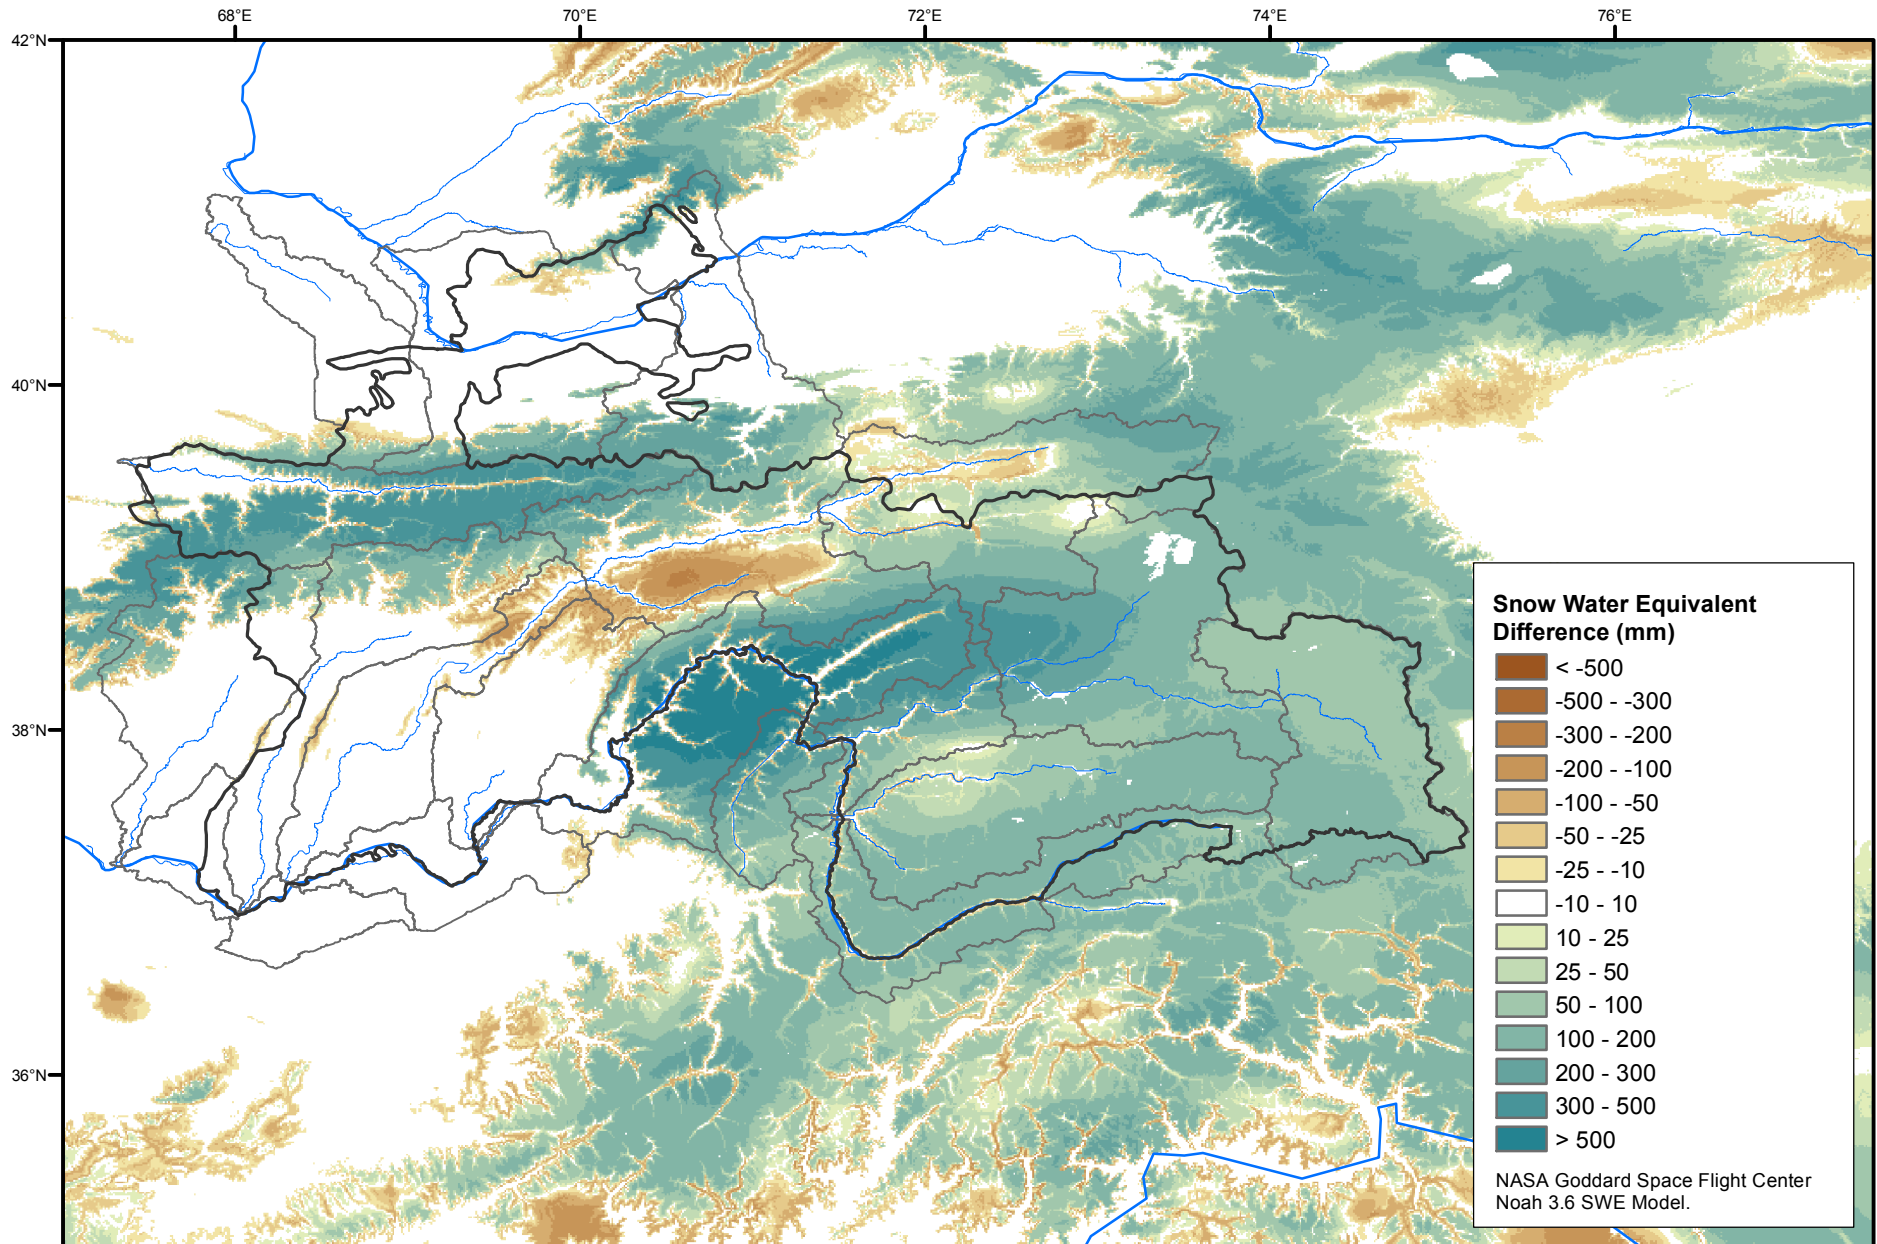 68°E 70°E 72°E 74°E 76°E
42°N
40°N
38°N
36°N
Snow Water Equivalent
Difference (mm)
< -500
-500 - -300
-300 - -200
-200 - -100
-100 - -50
-50 - -25
-25 - -10
-10 - 10
10 - 25
25 - 50
50 - 100
100 - 200
200 - 300
300 - 500
> 500
NASA Goddard Space Flight Center
Noah 3.6 SWE Model.